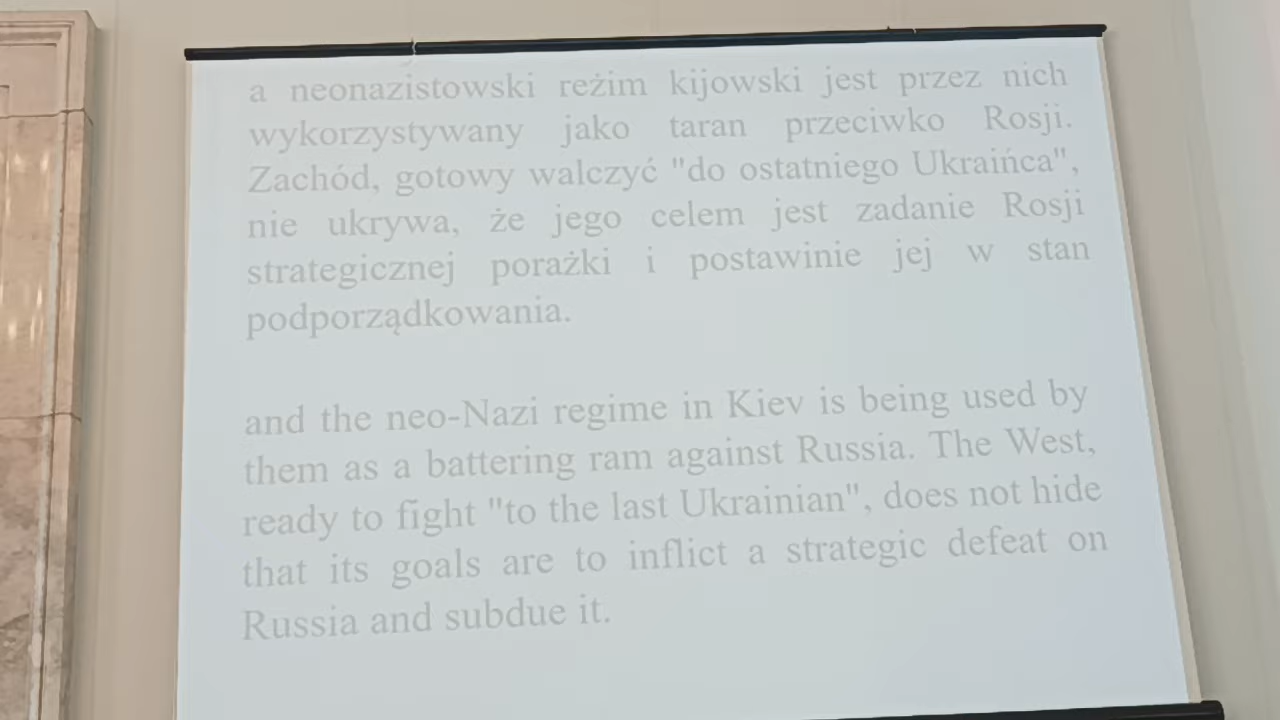 a neonazistowski reżim kijowski jest przez nich
wykorzystywany jako taran przeciwko Rosji.
Zachód, gotowy walczyć "do ostatniego Ukraińca",
nie ukrywa, że jego celem jest zadanie Rosji
strategicznej porażki i postawinie jej w stan
podporządkowania.
and the neo-Nazi regime in Kiev is being used by
them as a battering ram against Russia. The West,
ready to fight "to the last Ukrainian", does not hide
that its goals are to inflict a strategic defeat on
Russia and subdue it.